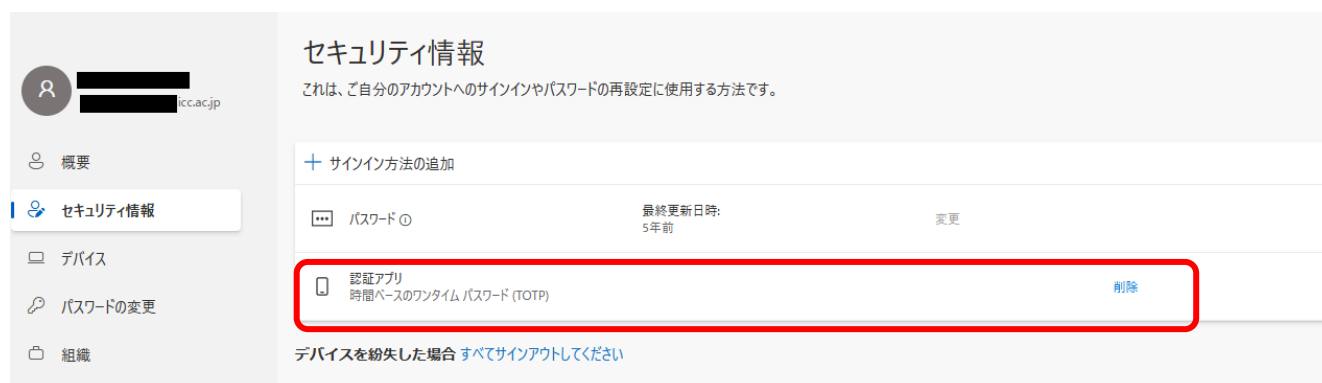 セキュリティ情報
これは、ご自分のアカウントへのサインインやパスワードの再設定に使用する方法です。
icc.ac.jp
概要
セキュリティ情報
デバイス
パスワードの変更
組織
サインイン方法の追加
パスワード
最終更新日時:
5年前
変更
認証アプリ
時間ベースのワンタイム パスワード (TOTP)
削除
デバイスを紛失した場合 すべてサインアウトしてください